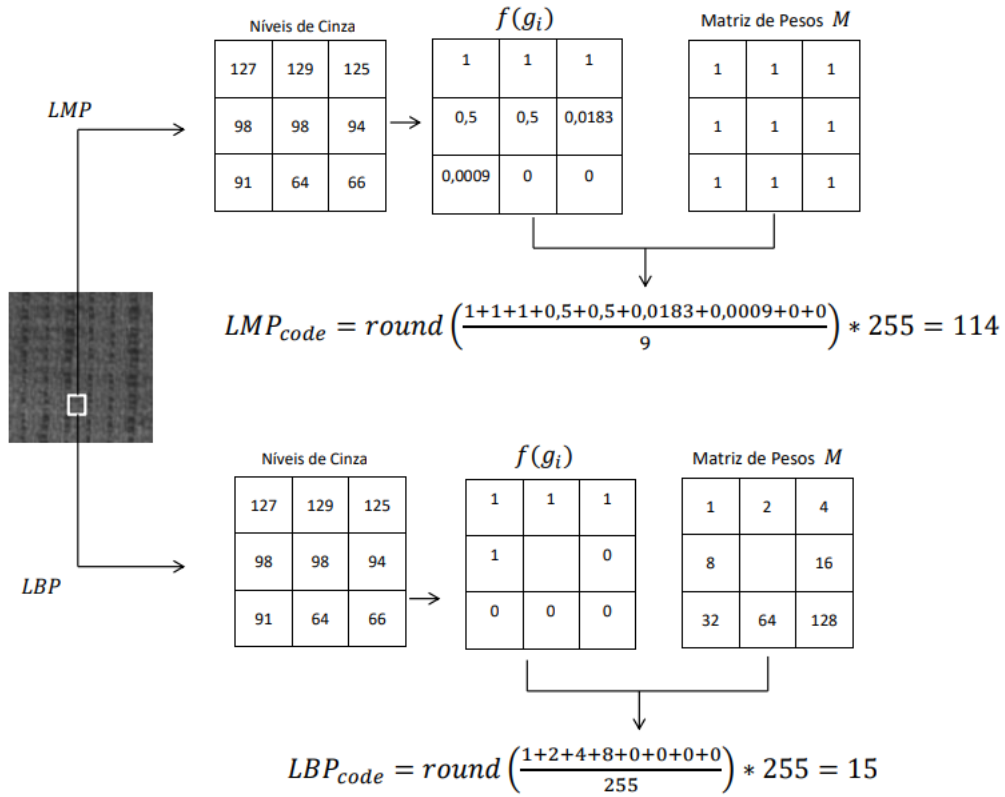 Níveis de Cinza
f(g_i)
Matriz de Pesos M
LMP
127 129 125
98 98 94
91 64 66
1 1 1
0,5 0,5 0,0183
0,0009 0 0
1 1 1
1 1 1
1 1 1
LMP_code = round((1+1+1+0,5+0,5+0,0183+0,0009+0+0)/9) * 255 = 114
Níveis de Cinza
f(g_i)
Matriz de Pesos M
LBP
127 129 125
98 98 94
91 64 66
1 1 1
1 0
0 0 0
1 2 4
8 16
32 64 128
LBP_code = round((1+2+4+8+0+0+0+0)/255) * 255 = 15